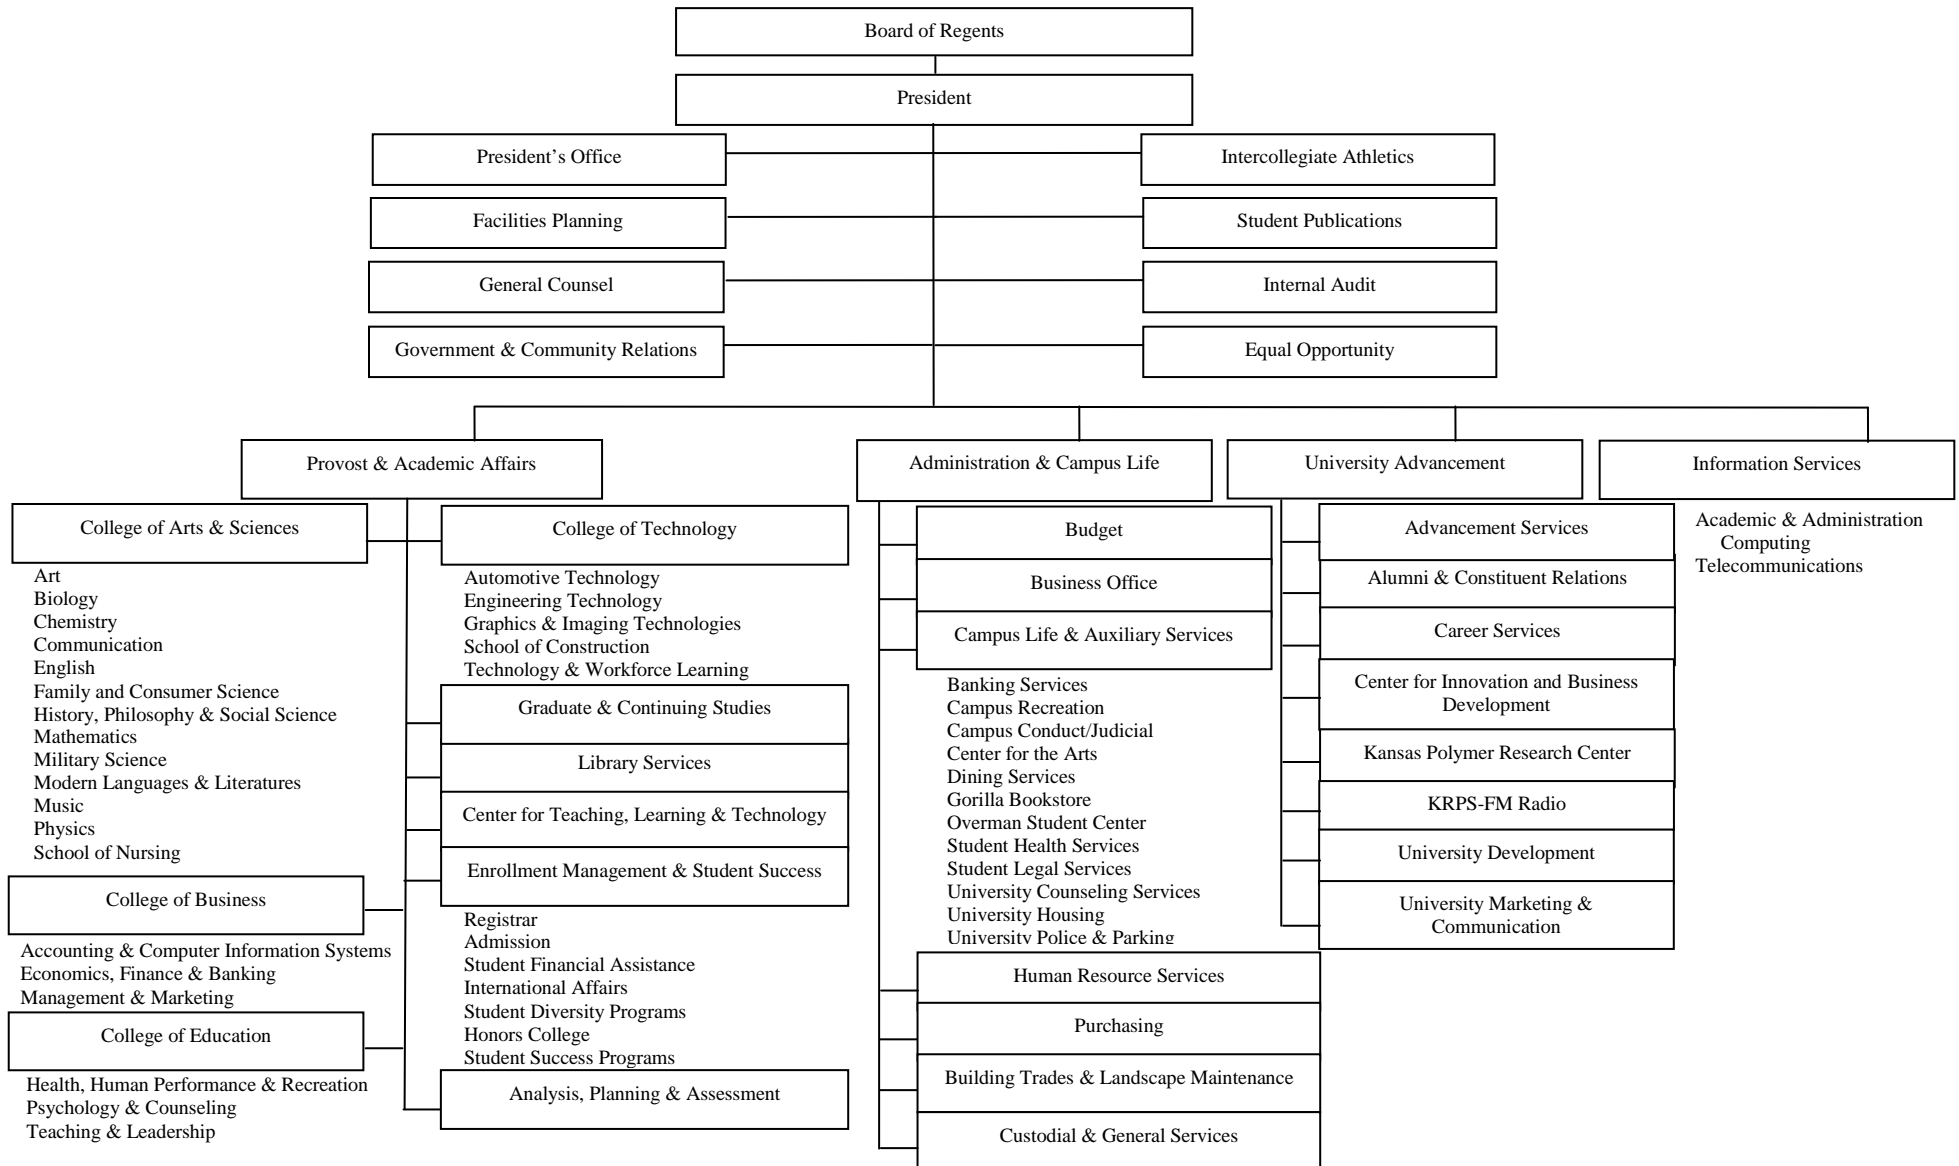 Board of Regents
President
President’s Office
Intercollegiate Athletics
Facilities Planning
Student Publications
General Counsel
Internal Audit
Government & Community Relations
Equal Opportunity
Provost & Academic Affairs
Administration & Campus Life
University Advancement
Information Services
College of Arts & Sciences
Art
Biology
Chemistry
Communication
English
Family and Consumer Science
History, Philosophy & Social Science
Mathematics
Military Science
Modern Languages & Literatures
Music
Physics
School of Nursing
College of Business
Accounting & Computer Information Systems
Economics, Finance & Banking
Management & Marketing
College of Education
Health, Human Performance & Recreation
Psychology & Counseling
Teaching & Leadership
College of Technology
Automotive Technology
Engineering Technology
Graphics & Imaging Technologies
School of Construction
Technology & Workforce Learning
Graduate & Continuing Studies
Library Services
Center for Teaching, Learning & Technology
Enrollment Management & Student Success
Registrar
Admission
Student Financial Assistance
International Affairs
Student Diversity Programs
Honors College
Student Success Programs
Analysis, Planning & Assessment
Budget
Business Office
Campus Life & Auxiliary Services
Banking Services
Campus Recreation
Campus Conduct/Judicial
Center for the Arts
Dining Services
Gorilla Bookstore
Overman Student Center
Student Health Services
Student Legal Services
University Counseling Services
University Housing
University Police & Parking
Human Resource Services
Purchasing
Building Trades & Landscape Maintenance
Custodial & General Services
Advancement Services
Alumni & Constituent Relations
Career Services
Center for Innovation and Business
Development
Kansas Polymer Research Center
KRPS-FM Radio
University Development
University Marketing &
Communication
Academic & Administration
Computing
Telecommunications